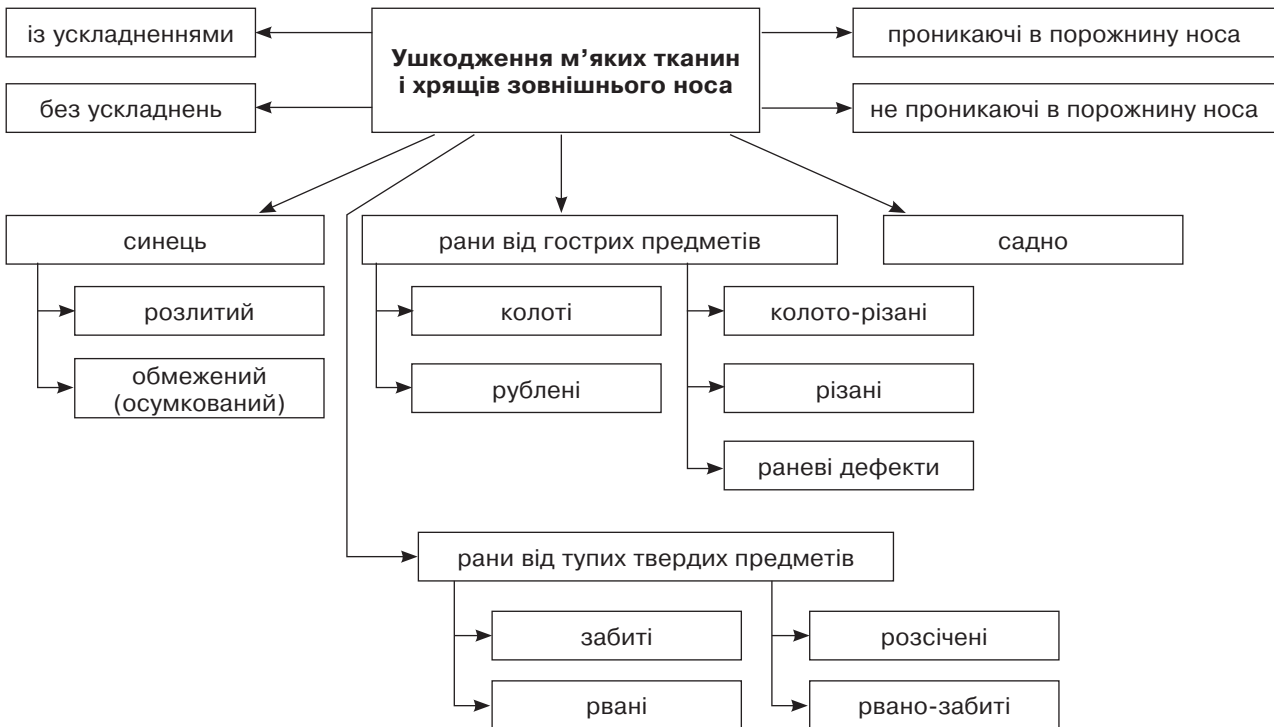 із ускладненнями
Ушкодження м’яких тканин
і хрящів зовнішнього носа
проникаючі в порожнину носа
без ускладнень
не проникаючі в порожнину носа
синець
рани від гострих предметів
садно
розлитий
колоті
колото-різані
обмежений
(осумкований)
рублені
різані
раневі дефекти
рани від тупих твердих предметів
забиті
розсічені
рвані
рвано-забиті